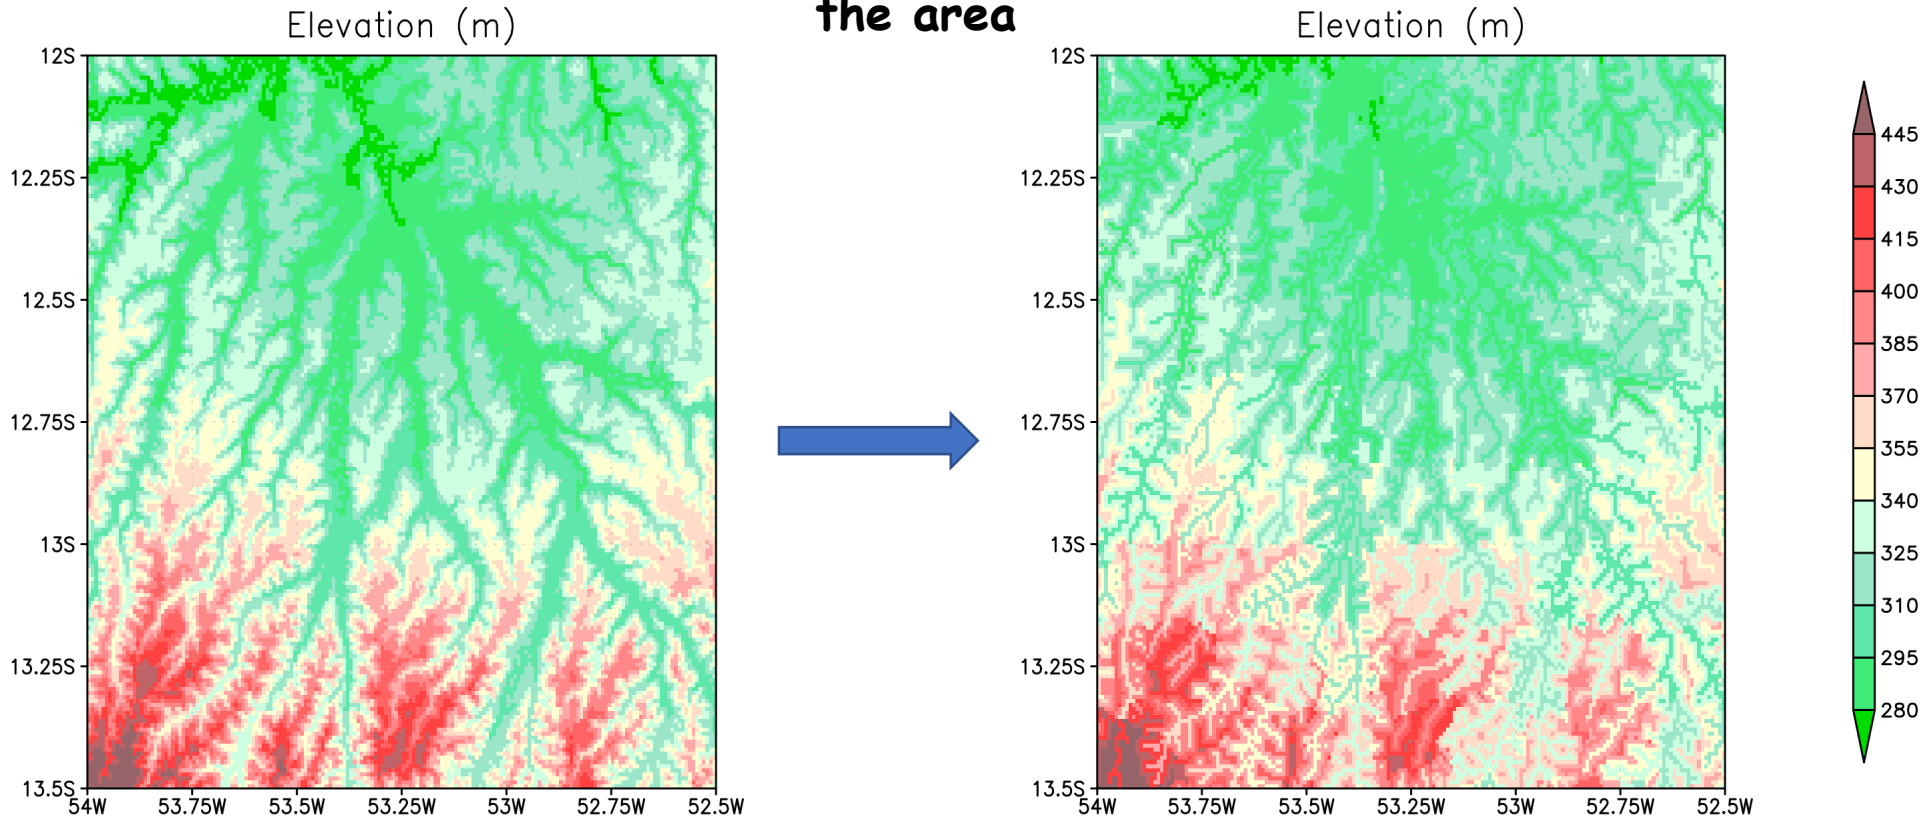 the area
Elevation (m)
12S
12.25S
12.5S
12.75S
13S
13.25S
13.5S
54W 53.75W 53.5W 53.25W 53W 52.75W 52.5W
Elevation (m)
12S
12.25S
12.5S
12.75S
13S
13.25S
13.5S
54W 53.75W 53.5W 53.25W 53W 52.75W 52.5W
445
430
415
400
385
370
355
340
325
310
295
280